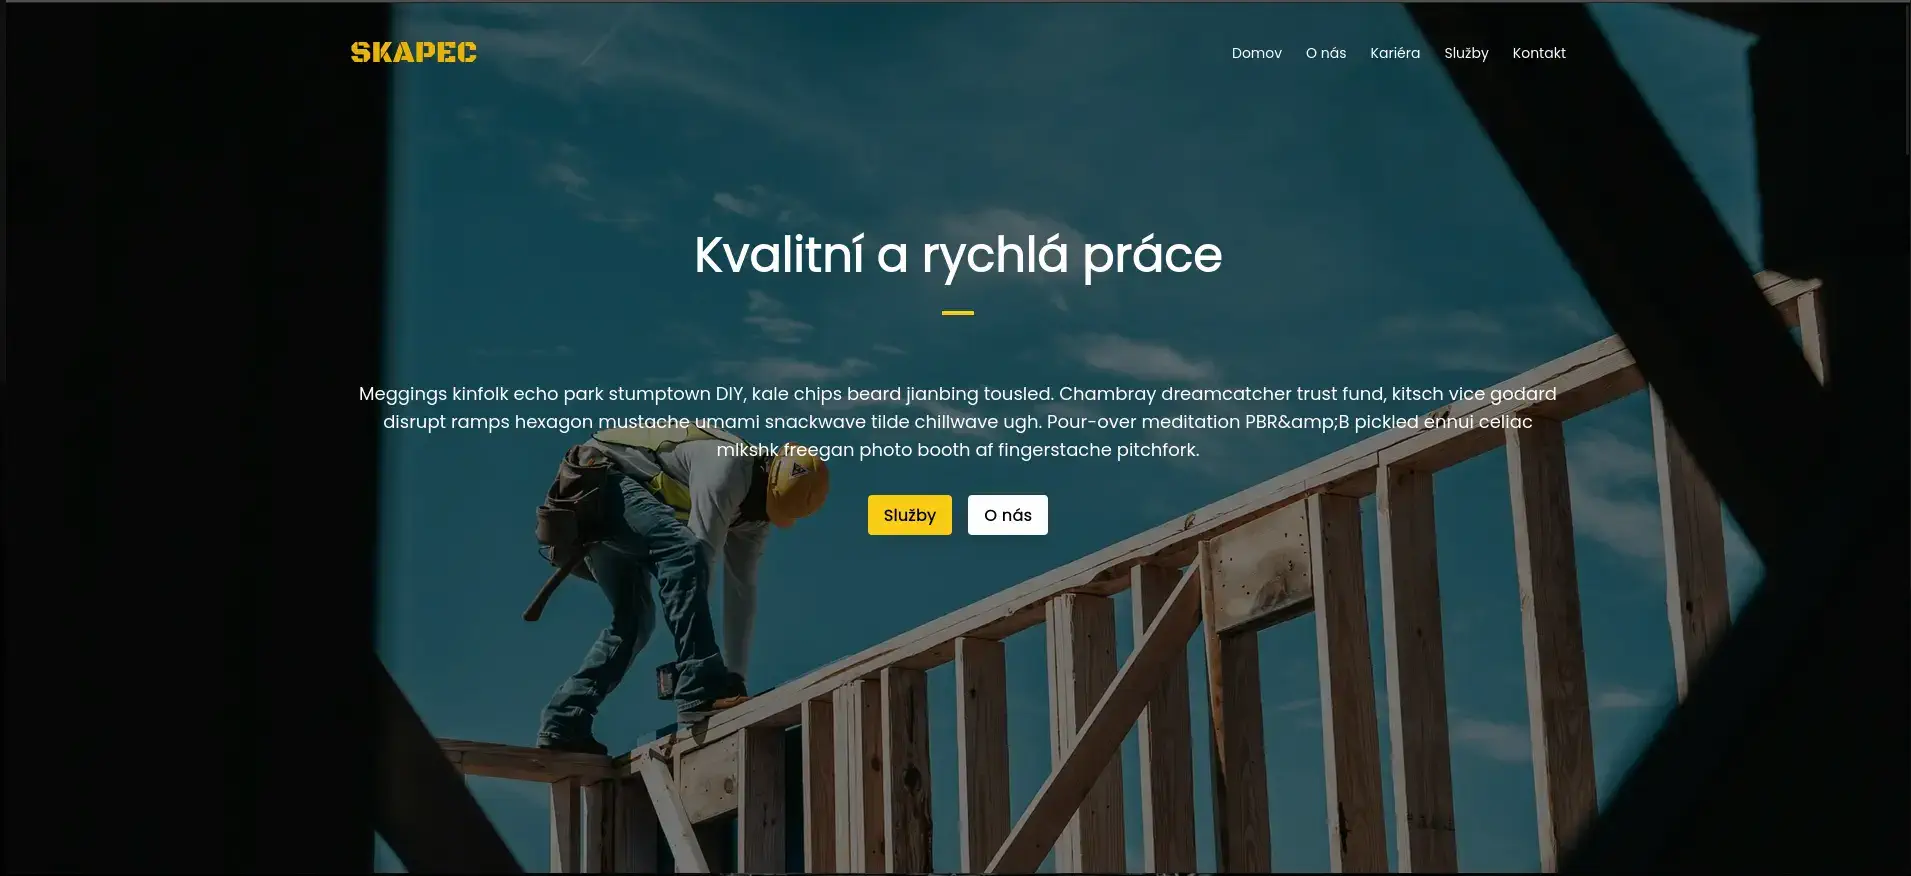 SKAPEC
Domov O nás Kariéra Služby Kontakt
Kvalitní a rychlá práce
Meggings kinfolk echo park stumptown DIY, kale chips beard jianbing tousled. Chambray dreamcatcher trust fund, kitsch vice godard
disrupt ramps hexagon mustache umami snackwave tilde chillwave ugh. Pour-over meditation PBR&amp;B pickled ennui celiac
mlkshk freegan photo booth af fingerstache pitchfork.
Služby O nás